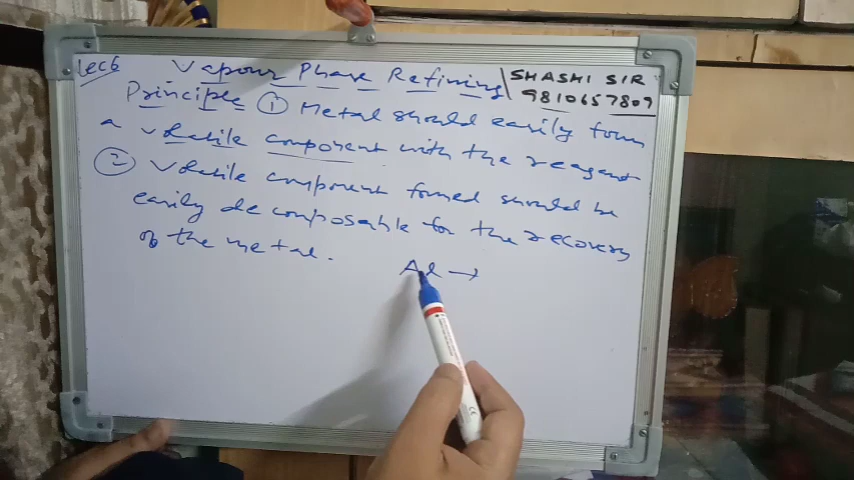 Lec6 Vapour Phase Refining
SHASHI SIR
9810657809
Principle ① Metal should easily form
a volatile component with the reagent
② Volatile component formed should be
easily decomposable for the recovery
of the metal.
Al →